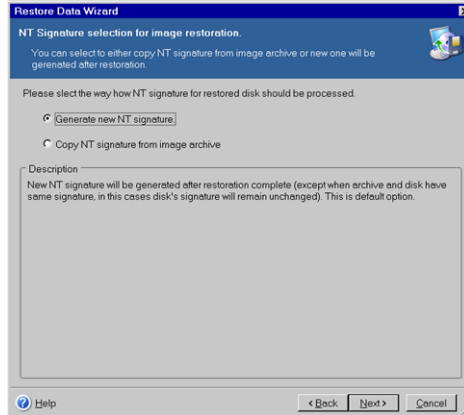 Restore Data Wizard
NT Signature selection for image restoration.
You can select to either copy NT signature from image archive or new one will be
gerenated after restoration.
Please slect the way how NT signature for restored disk should be processed.
Generate new NT signature.
Copy NT signature from image archive
Description
New NT signature will be generated after restoration complete (except when archive and disk have
same signature, in this cases disk's signature will remain unchanged). This is default option.
Help
< Back
Next >
Cancel